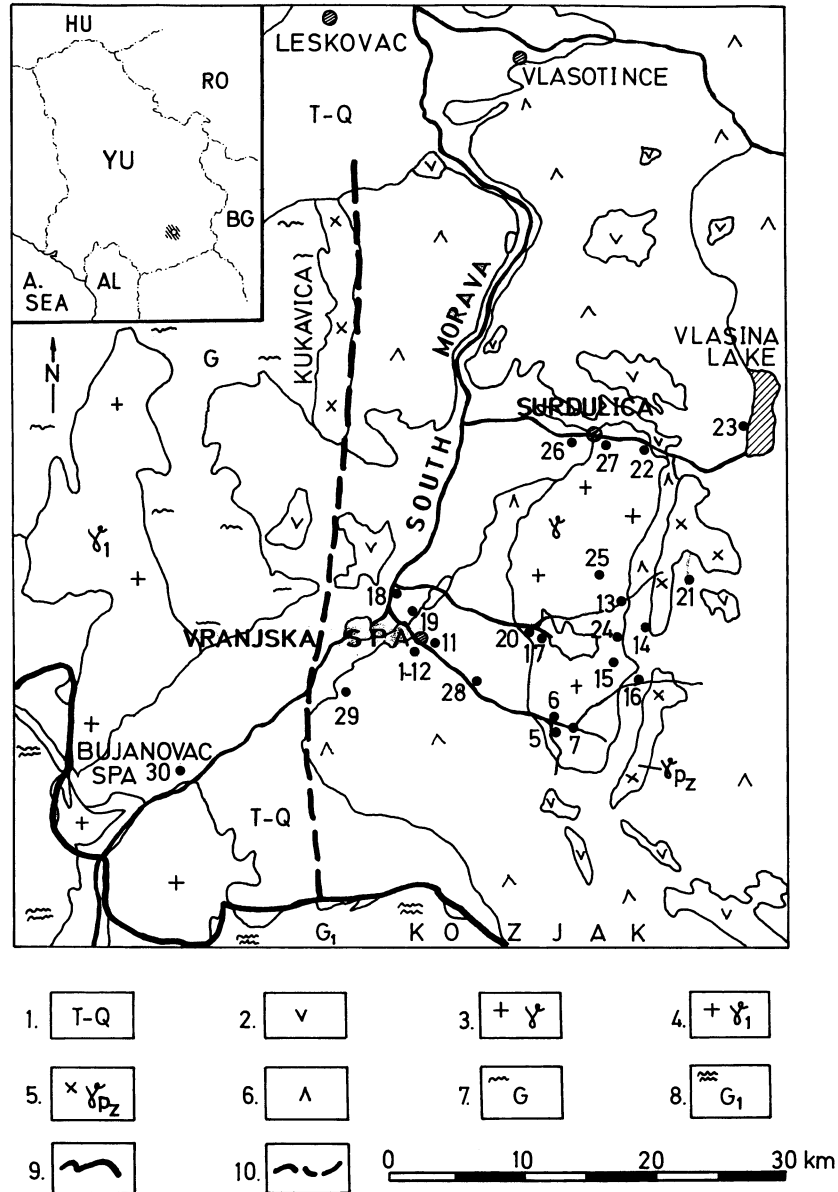 HU
RO
YU
BG
A.
SEA
AL
LESKOVAC
VLASOTINCE
T-Q
KUKAVICA
SOUTH MORAVA
VLASINA
LAKE
N
G
SURDULICA
23
26
27
22
γ1
γ
25
18
13
21
19
VRANJSKA SPA
11
20
17
24
14
1-12
15
28
16
29
6
5
7
BUJANOVAC
SPA 30
γPz
T-Q
G1
KOZJAK
1. T-Q
2. v
3. + γ
4. + γ1
5. x γPz
6. ʌ
7. G
8. G1
9.
10.
0 10 20 30 km